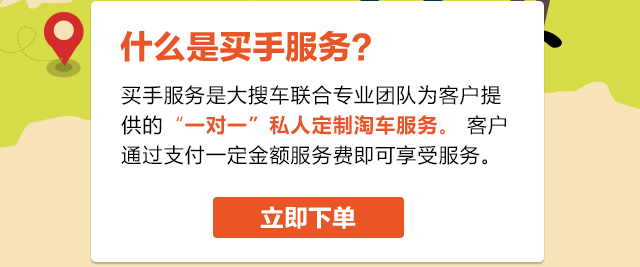 什么是买手服务？
买手服务是大搜车联合专业团队为客户提
供的“一对一”私人定制淘车服务。客户
通过支付一定金额服务费即可享受服务。
立即下单